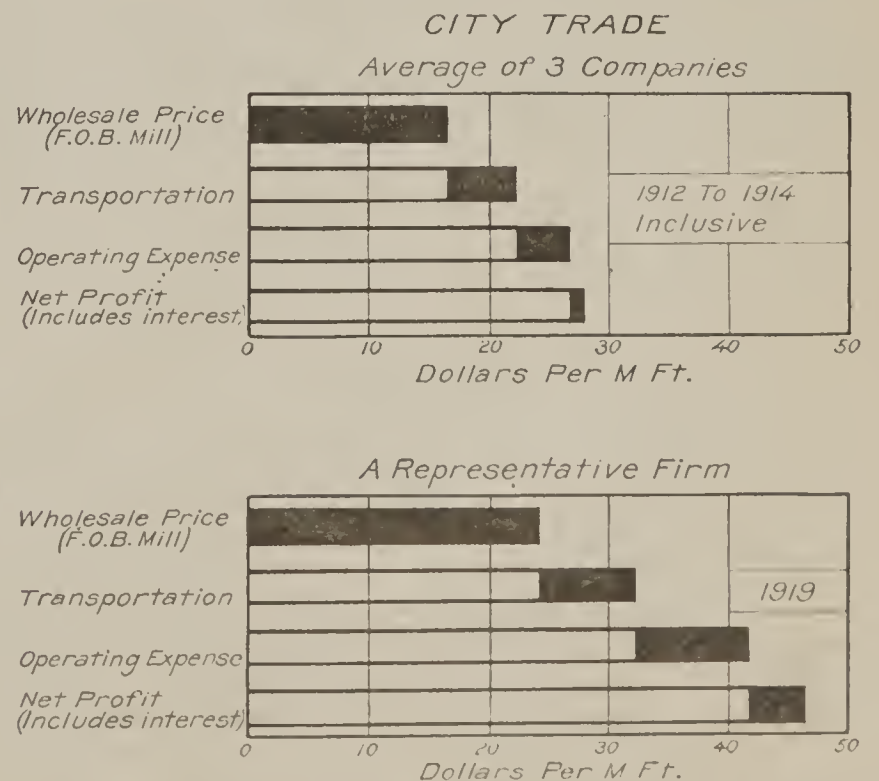 CITY TRADE
Average of 3 Companies
Wholesale Price
(F.O.B. Mill)
Transportation
Operating Expense
Net Profit
(Includes interest)
1912 To 1914
Inclusive
0 10 20 30 40 50
Dollars Per M Ft.
A Representative Firm
Wholesale Price
(F.O.B. Mill)
Transportation
Operating Expense
Net Profit
(Includes interest)
1919
0 10 20 30 40 50
Dollars Per M Ft.